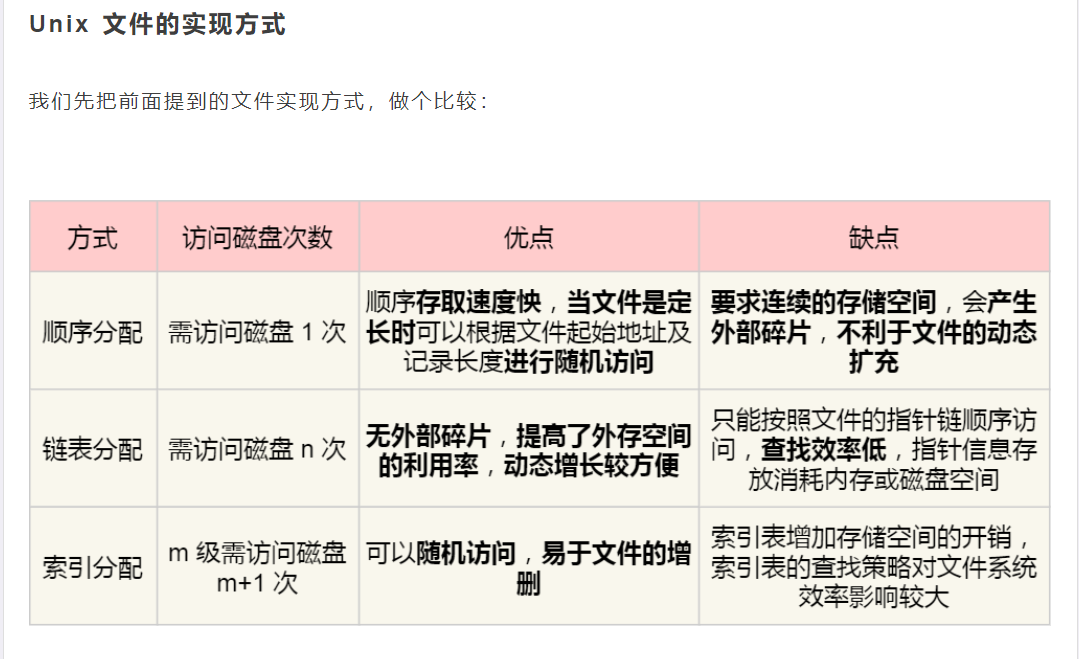 Unix 文件的实现方式
我们先把前面提到的文件实现方式，做个比较：
方式 访问磁盘次数 优点 缺点
顺序分配
需访问磁盘 1 次
顺序存取速度快，当文件是定
长时可以根据文件起始地址及
记录长度进行随机访问
要求连续的存储空间，会产生
外部碎片，不利于文件的动态
扩充
链表分配
需访问磁盘 n 次
无外部碎片，提高了外存空间
的利用率，动态增长较方便
只能按照文件的指针链顺序访
问，查找效率低，指针信息存
放消耗内存或磁盘空间
索引分配
m 级需访问磁盘
m+1 次
可以随机访问，易于文件的增
删
索引表增加存储空间的开销，
索引表的查找策略对文件系统
效率影响较大